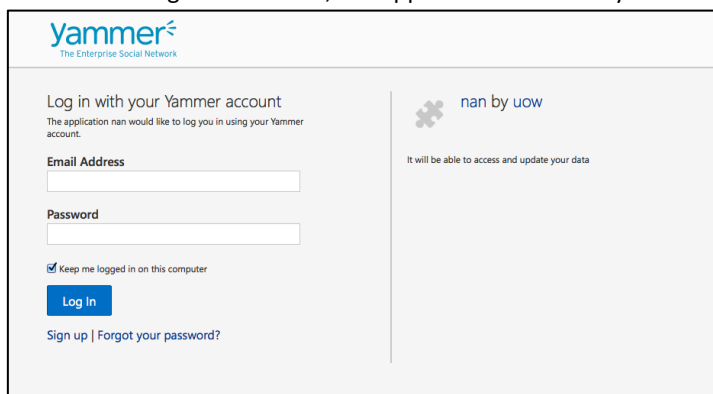 yammer
The Enterprise Social Network
Log in with your Yammer account
The application nan would like to log you in using your Yammer
account.
Email Address
Password
Keep me logged in on this computer
Log In
Sign up | Forgot your password?
nan by uow
It will be able to access and update your data